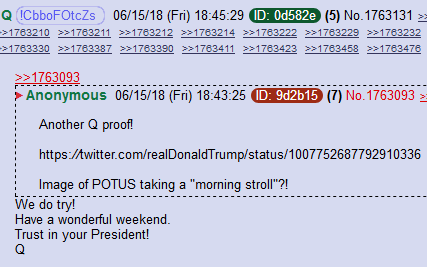 Q !CbboFOtcZs 06/15/18 (Fri) 18:45:29 ID: 0d582e (5) No.1763131
>>1763210 >>1763211 >>1763212 >>1763214 >>1763222 >>1763229 >>1763232
>>1763330 >>1763387 >>1763390 >>1763411 >>1763423 >>1763458 >>1763476
>>1763093
Anonymous 06/15/18 (Fri) 18:43:25 ID: 9d2b15 (7) No.1763093
Another Q proof!
https://twitter.com/realDonaldTrump/status/1007752687792910336
Image of POTUS taking a "morning stroll"?!
We do try!
Have a wonderful weekend.
Trust in your President!
Q